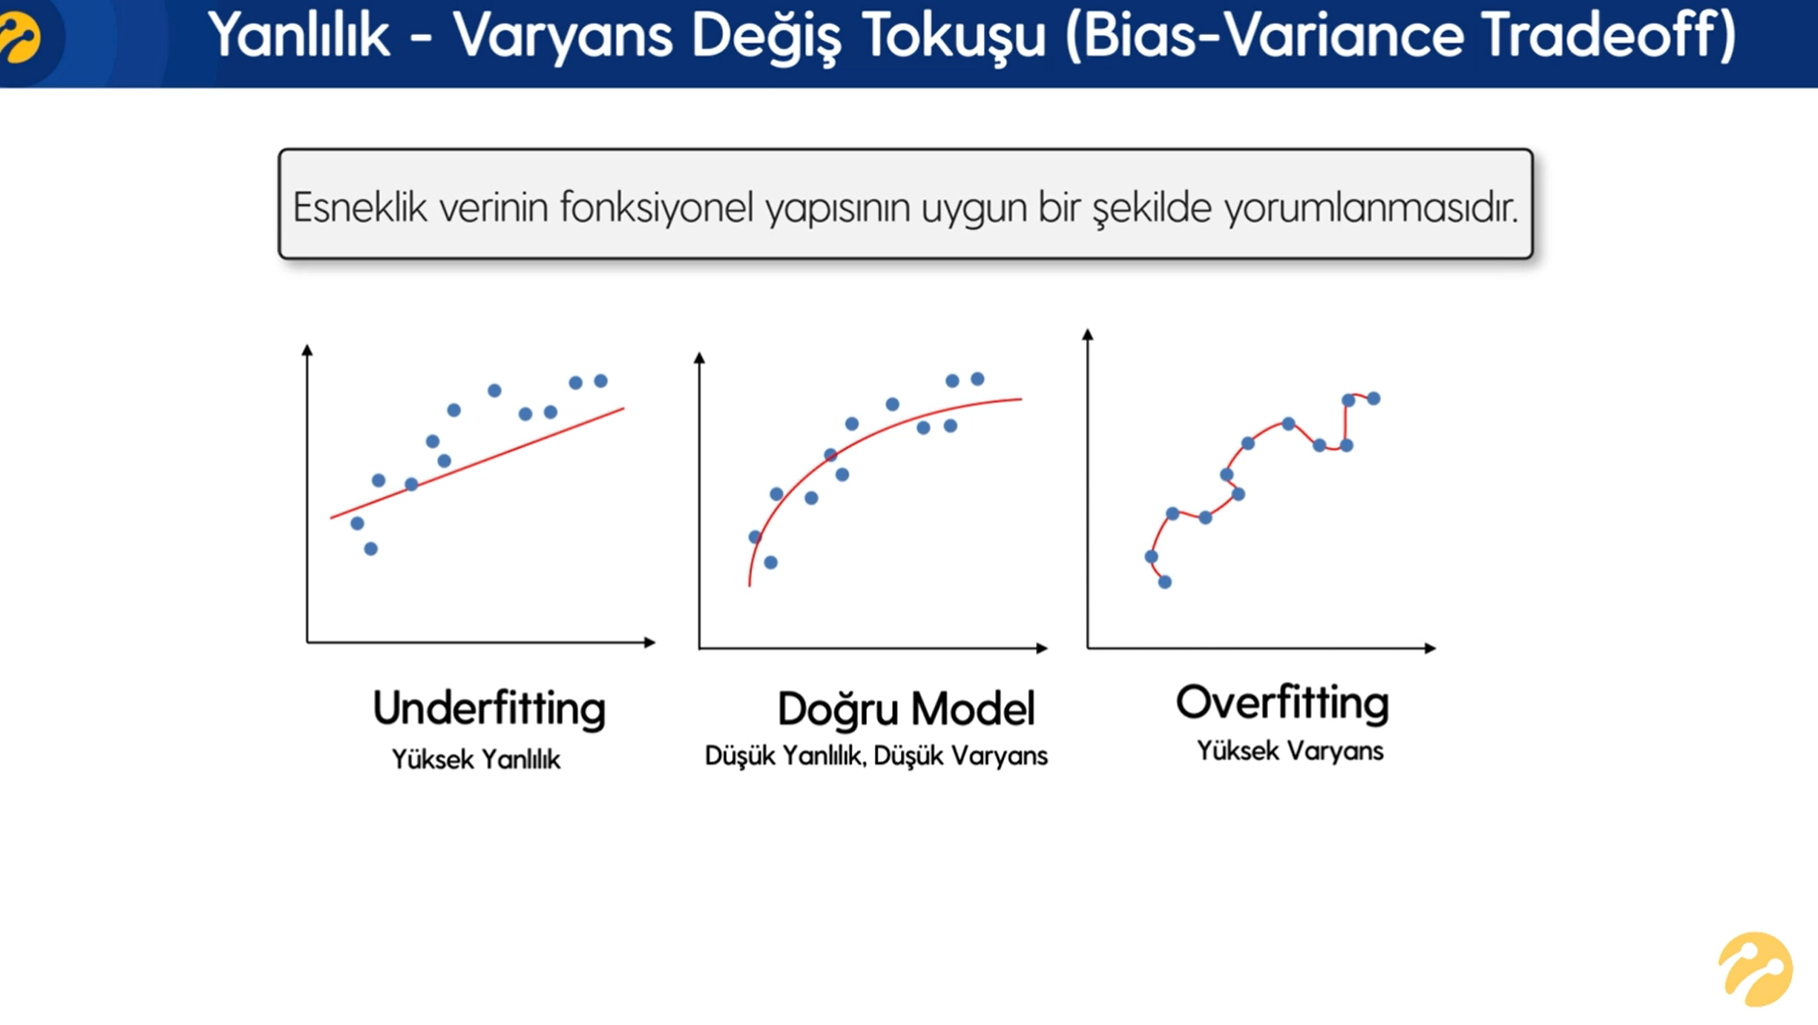 Yanlılık - Varyans Değiş Tokuşu (Bias-Variance Tradeoff)
Esneklik verinin fonksiyonel yapısının uygun bir şekilde yorumlanmasıdır.
Underfitting
Yüksek Yanlılık
Doğru Model
Düşük Yanlılık, Düşük Varyans
Overfitting
Yüksek Varyans